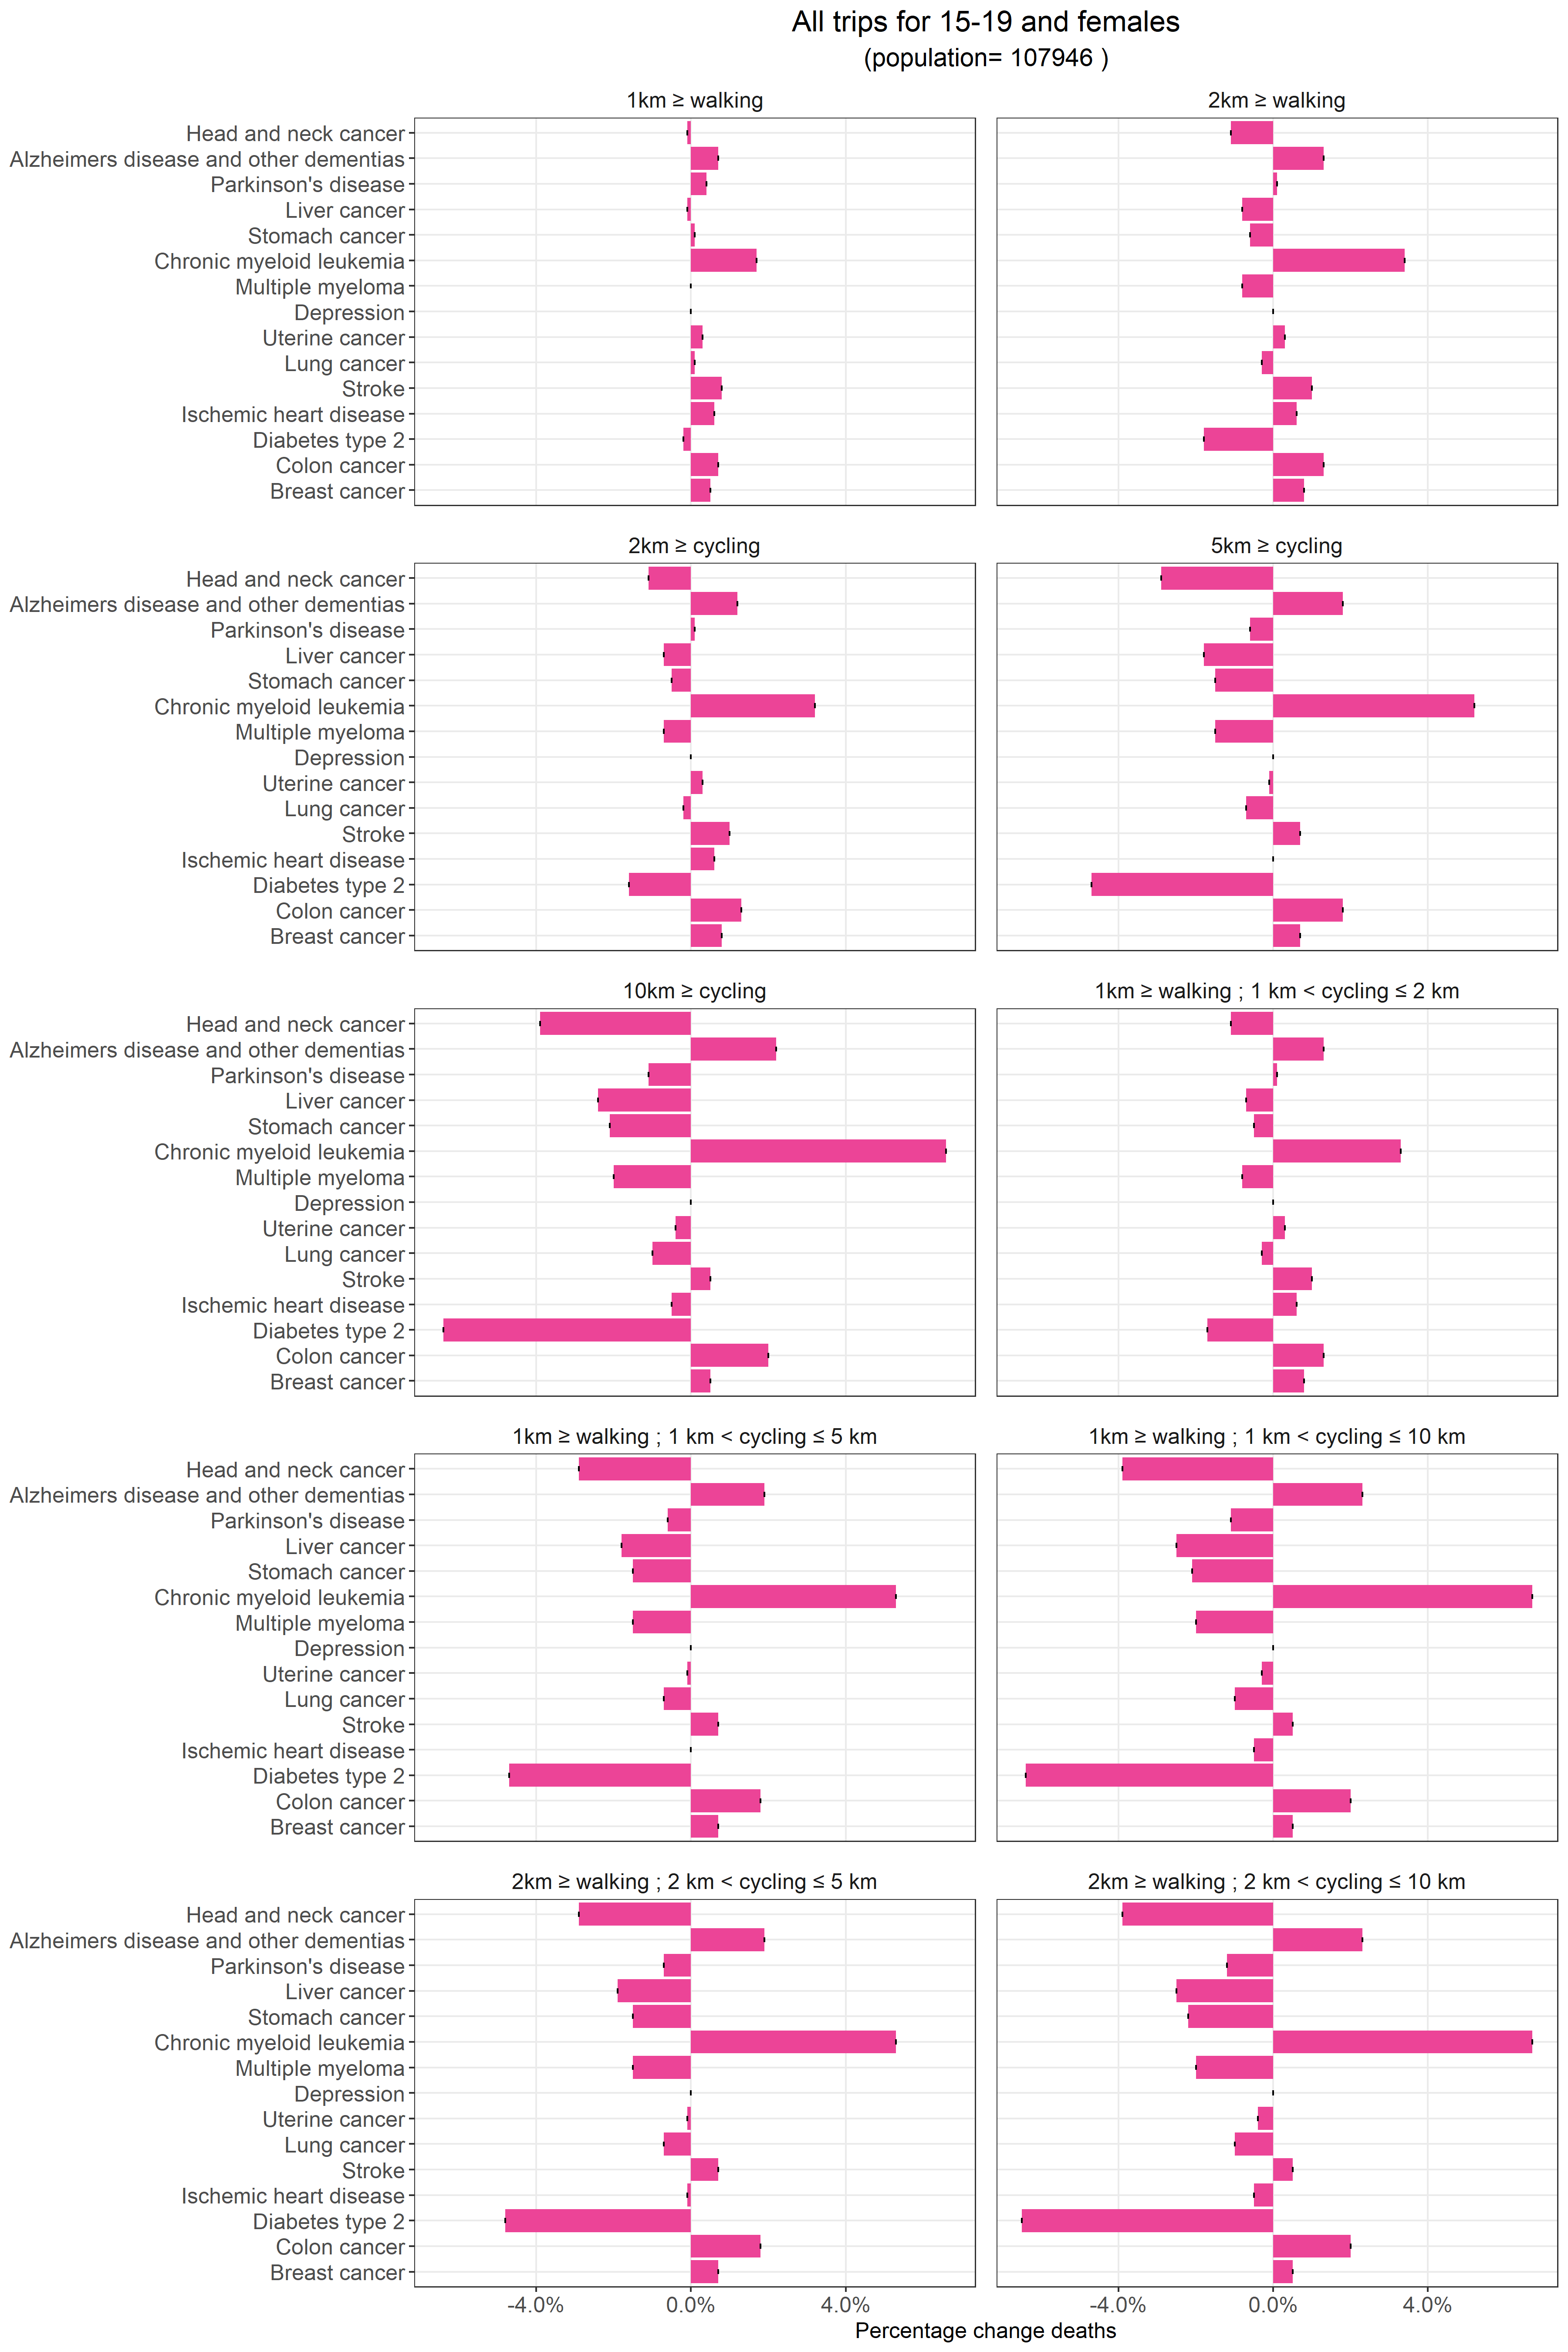 All trips for 15-19 and females
(population= 107946 )
1km ≥ walking
2km ≥ walking
Head and neck cancer
Alzheimers disease and other dementias
Parkinson's disease
Liver cancer
Stomach cancer
Chronic myeloid leukemia
Multiple myeloma
Depression
Uterine cancer
Lung cancer
Stroke
Ischemic heart disease
Diabetes type 2
Colon cancer
Breast cancer
2km ≥ cycling
5km ≥ cycling
Head and neck cancer
Alzheimers disease and other dementias
Parkinson's disease
Liver cancer
Stomach cancer
Chronic myeloid leukemia
Multiple myeloma
Depression
Uterine cancer
Lung cancer
Stroke
Ischemic heart disease
Diabetes type 2
Colon cancer
Breast cancer
10km ≥ cycling
1km ≥ walking ; 1 km < cycling ≤ 2 km
Head and neck cancer
Alzheimers disease and other dementias
Parkinson's disease
Liver cancer
Stomach cancer
Chronic myeloid leukemia
Multiple myeloma
Depression
Uterine cancer
Lung cancer
Stroke
Ischemic heart disease
Diabetes type 2
Colon cancer
Breast cancer
1km ≥ walking ; 1 km < cycling ≤ 5 km
1km ≥ walking ; 1 km < cycling ≤ 10 km
Head and neck cancer
Alzheimers disease and other dementias
Parkinson's disease
Liver cancer
Stomach cancer
Chronic myeloid leukemia
Multiple myeloma
Depression
Uterine cancer
Lung cancer
Stroke
Ischemic heart disease
Diabetes type 2
Colon cancer
Breast cancer
2km ≥ walking ; 2 km < cycling ≤ 5 km
2km ≥ walking ; 2 km < cycling ≤ 10 km
Head and neck cancer
Alzheimers disease and other dementias
Parkinson's disease
Liver cancer
Stomach cancer
Chronic myeloid leukemia
Multiple myeloma
Depression
Uterine cancer
Lung cancer
Stroke
Ischemic heart disease
Diabetes type 2
Colon cancer
Breast cancer
-4.0% 0.0% 4.0% -4.0% 0.0% 4.0%
Percentage change deaths